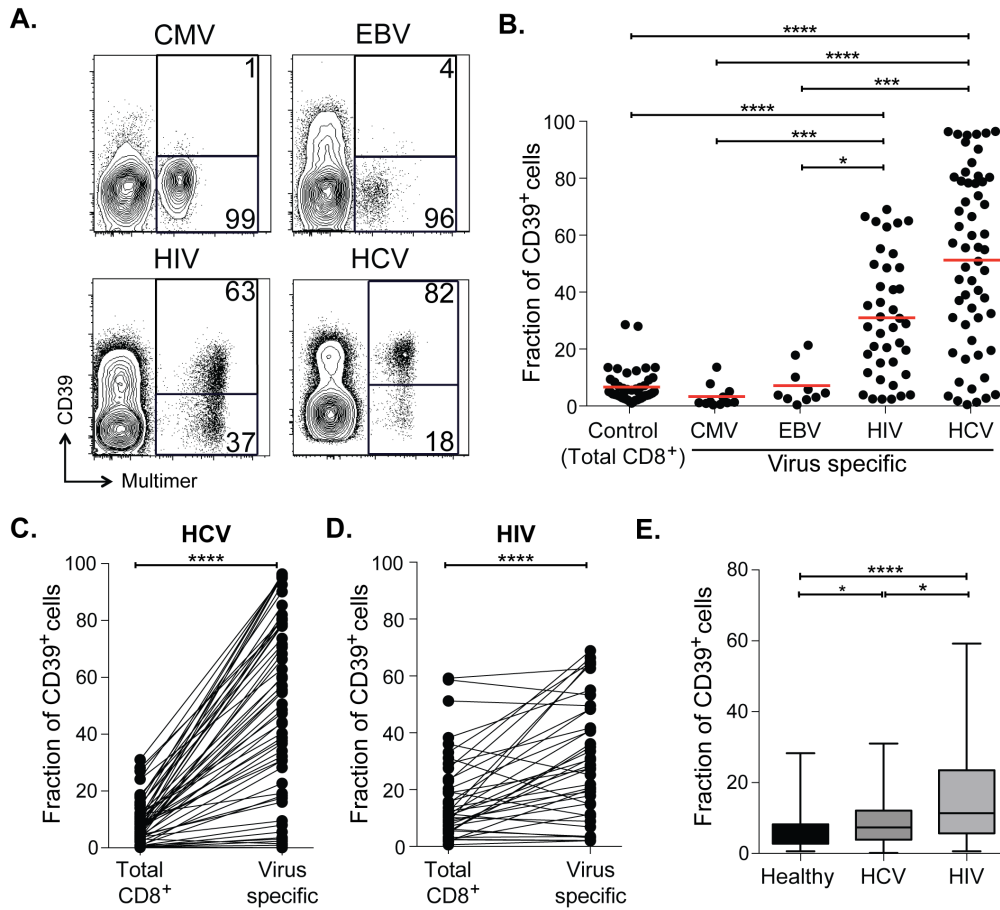 A.
CMV
EBV
1
4
99
96
HIV
HCV
63
82
37
18
CD39
Multimer
B.
****
****
***
****
***
*
Fraction of CD39⁺ cells
100
80
60
40
20
0
Control
(Total CD8⁺)
CMV
EBV
HIV
HCV
Virus specific
C.
HCV
****
Fraction of CD39⁺ cells
100
80
60
40
20
0
Total
CD8⁺
Virus
specific
D.
HIV
****
Fraction of CD39⁺ cells
100
80
60
40
20
0
Total
CD8⁺
Virus
specific
E.
****
* *
Fraction of CD39⁺ cells
80
60
40
20
0
Healthy
HCV
HIV